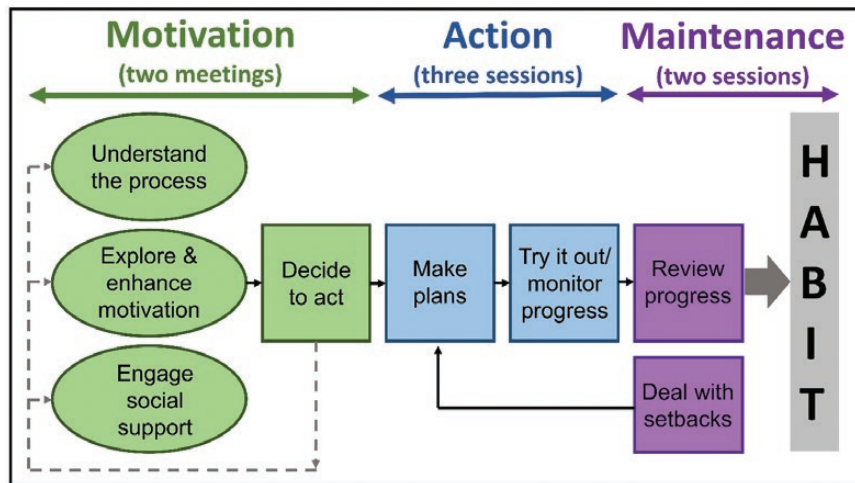 Motivation
(two meetings)
Action
(three sessions)
Maintenance
(two sessions)
Understand
the process
Explore &
enhance
motivation
Engage
social
support
Decide
to act
Make
plans
Try it out/
monitor
progress
Review
progress
Deal with
setbacks
H
A
B
I
T